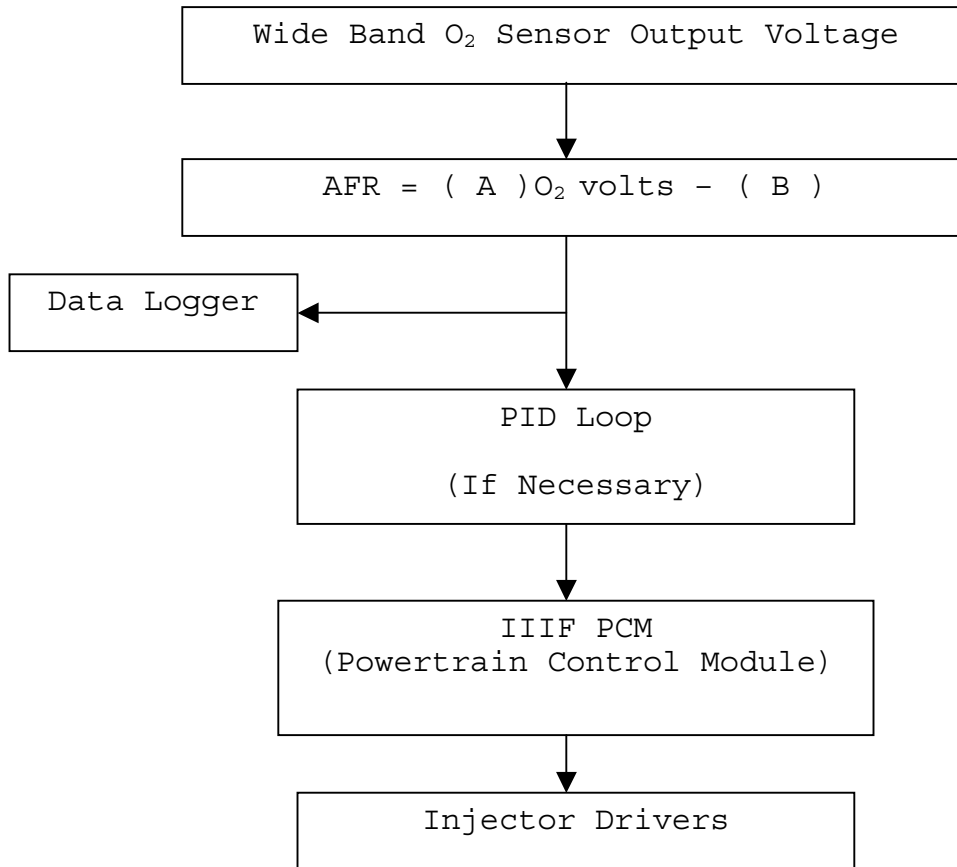 Wide Band O₂ Sensor Output Voltage
AFR = ( A )O₂ volts – ( B )
Data Logger
PID Loop
(If Necessary)
IIIF PCM
(Powertrain Control Module)
Injector Drivers